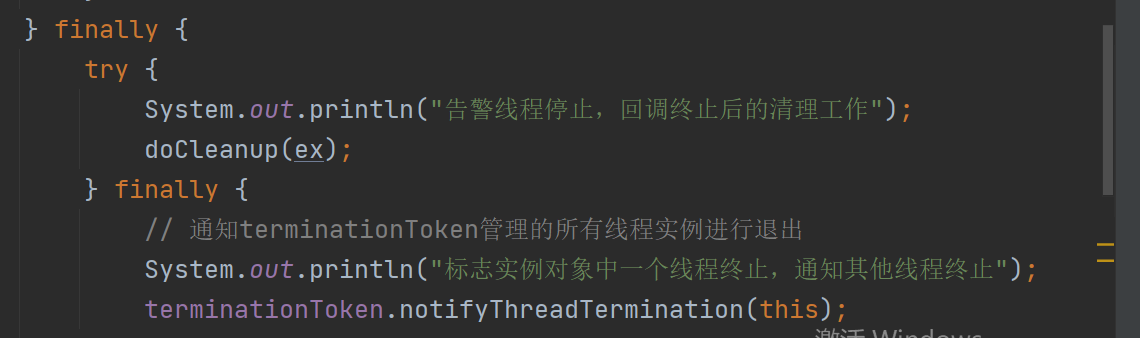 } finally {
try {
System.out.println("告警线程停止，回调终止后的清理工作");
doCleanup(ex);
} finally {
// 通知terminationToken管理的所有线程实例进行退出
System.out.println("标志实例对象中一个线程终止，通知其他线程终止");
terminationToken.notifyThreadTermination(this);
激活 Windows